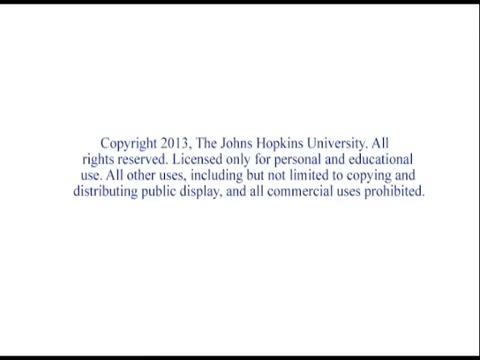 Copyright 2013, The Johns Hopkins University. All
rights reserved. Licensed only for personal and educational
use. All other uses, including but not limited to copying and
distributing public display, and all commercial uses prohibited.